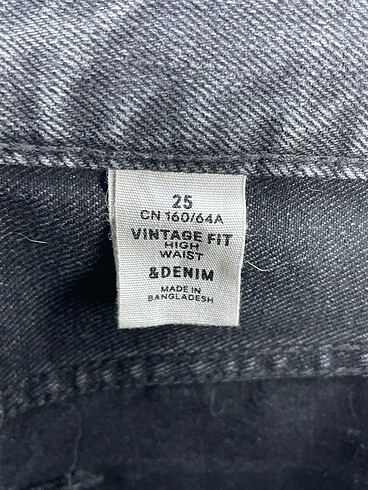 25
CN 160/64A
VINTAGE FIT
HIGH
WAIST
&DENIM
MADE IN
BANGLADESH